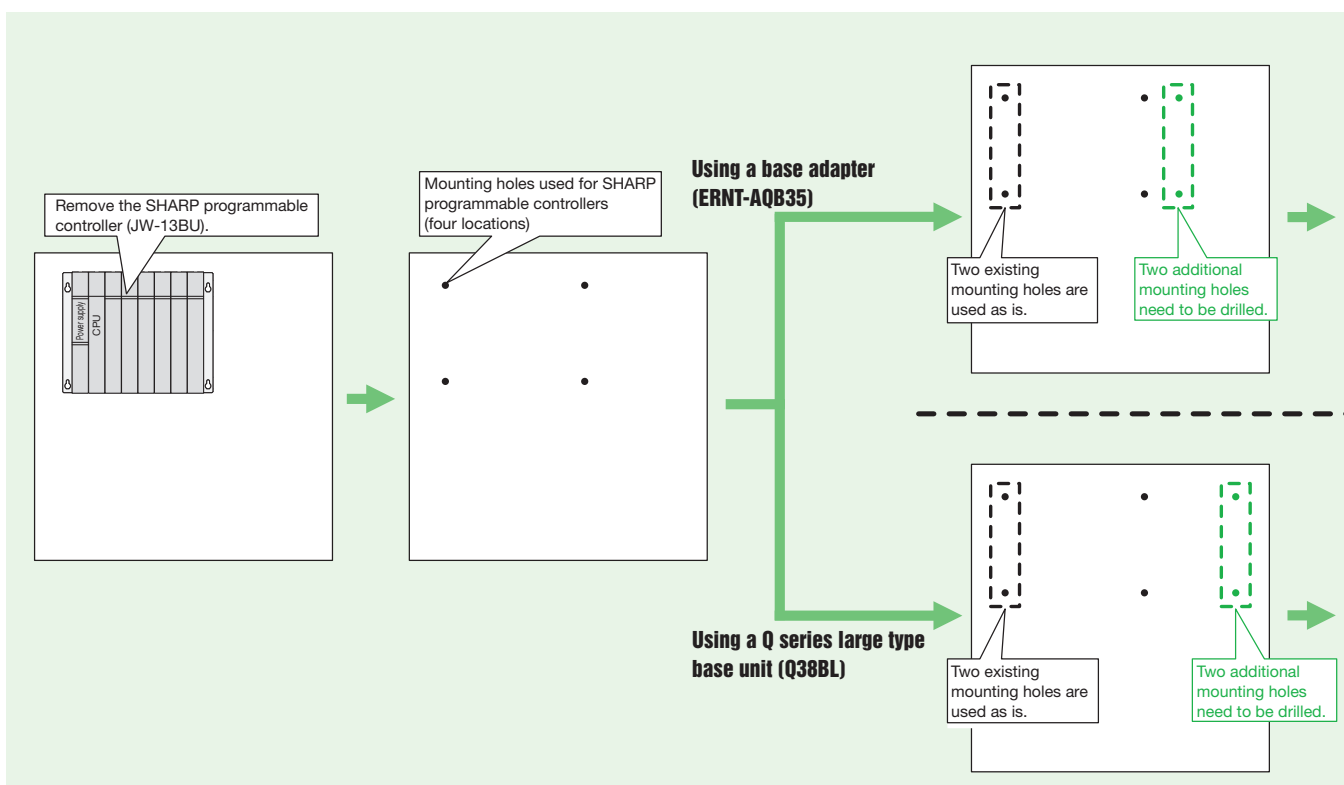 Remove the SHARP programmable
controller (JW-13BU).
Power supply
CPU
Mounting holes used for SHARP
programmable controllers
(four locations)
Using a base adapter
(ERNT-AQB35)
Two existing
mounting holes are
used as is.
Two additional
mounting holes
need to be drilled.
Using a Q series large type
base unit (Q38BL)
Two existing
mounting holes are
used as is.
Two additional
mounting holes
need to be drilled.